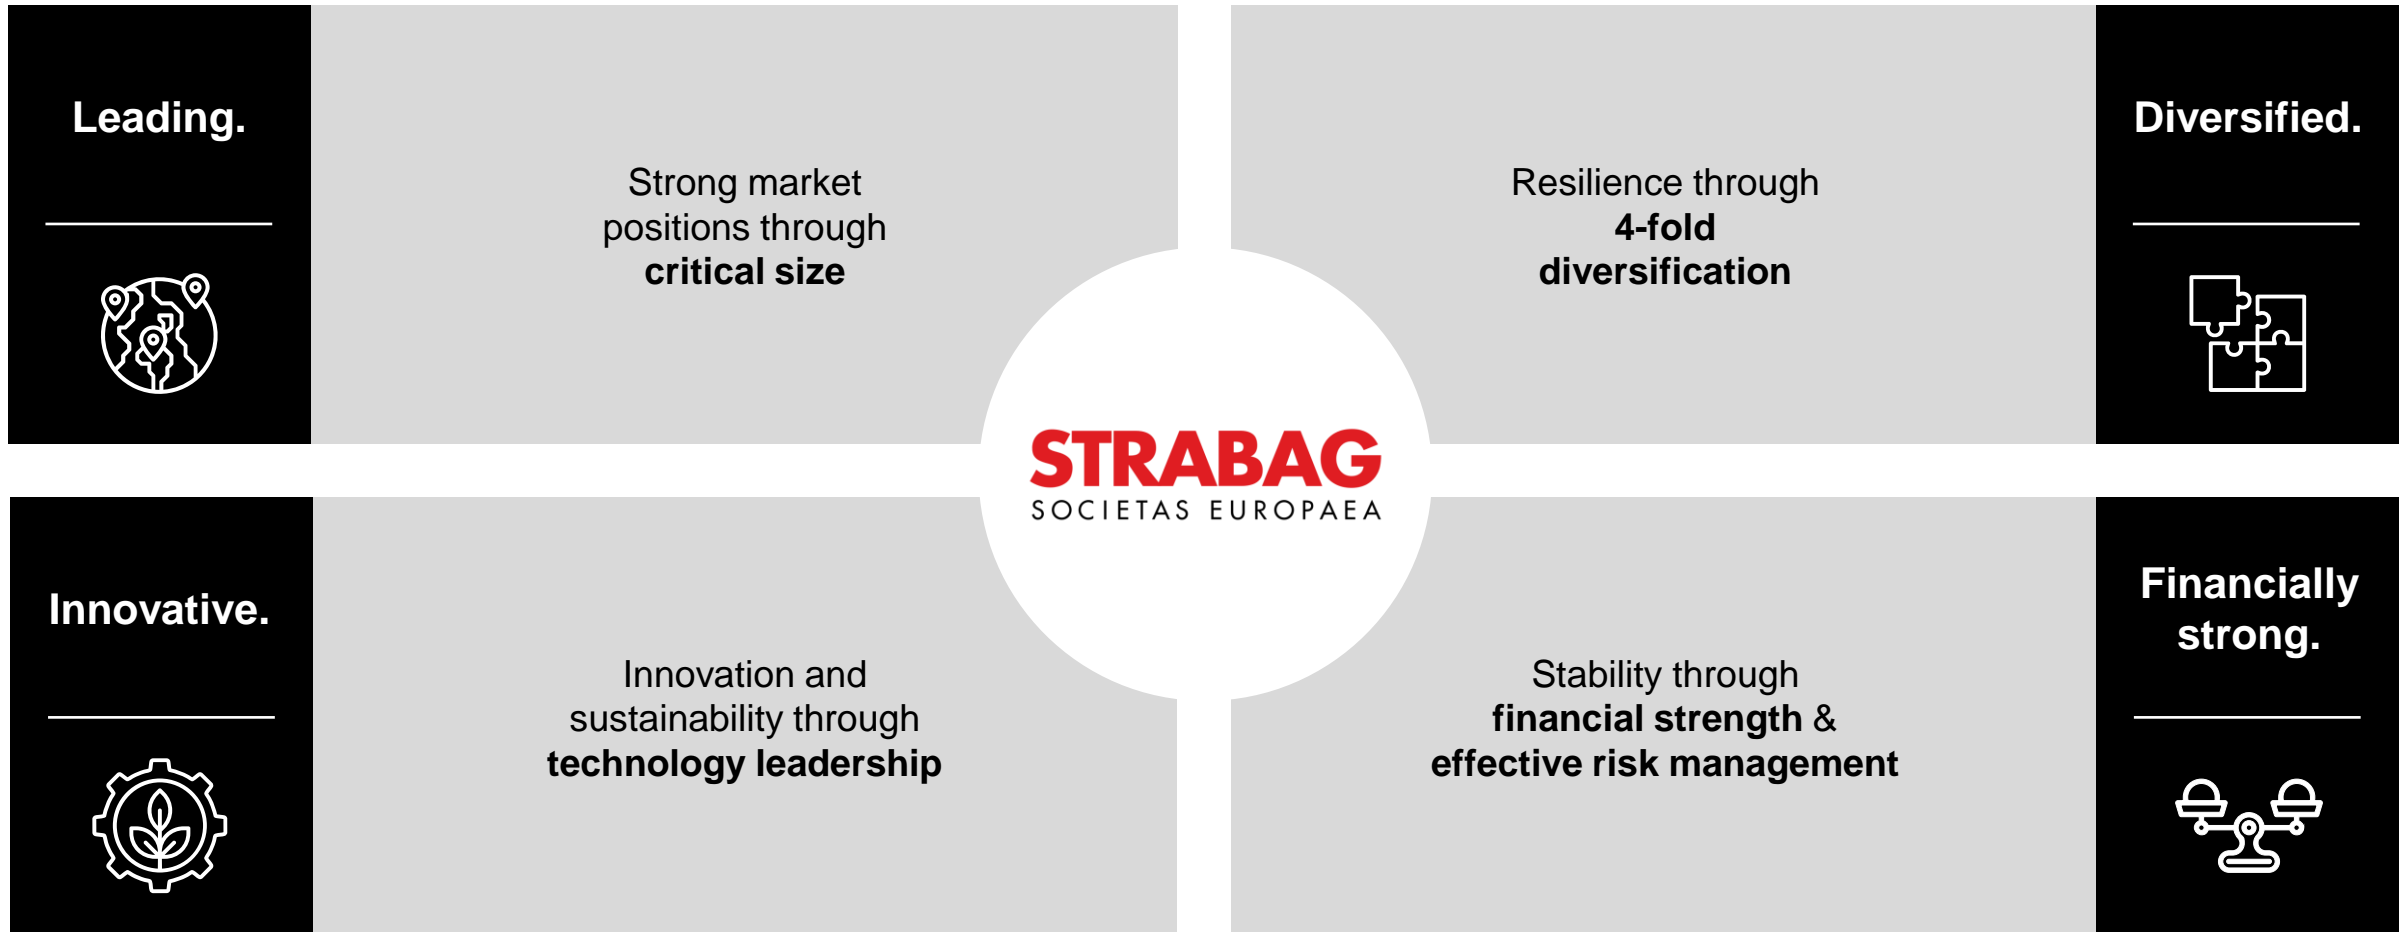 Leading.
Strong market
positions through
critical size
Resilience through
4-fold
diversification
Diversified.
STRABAG
SOCIETAS EUROPAEA
Innovative.
Innovation and
sustainability through
technology leadership
Stability through
financial strength &
effective risk management
Financially
strong.